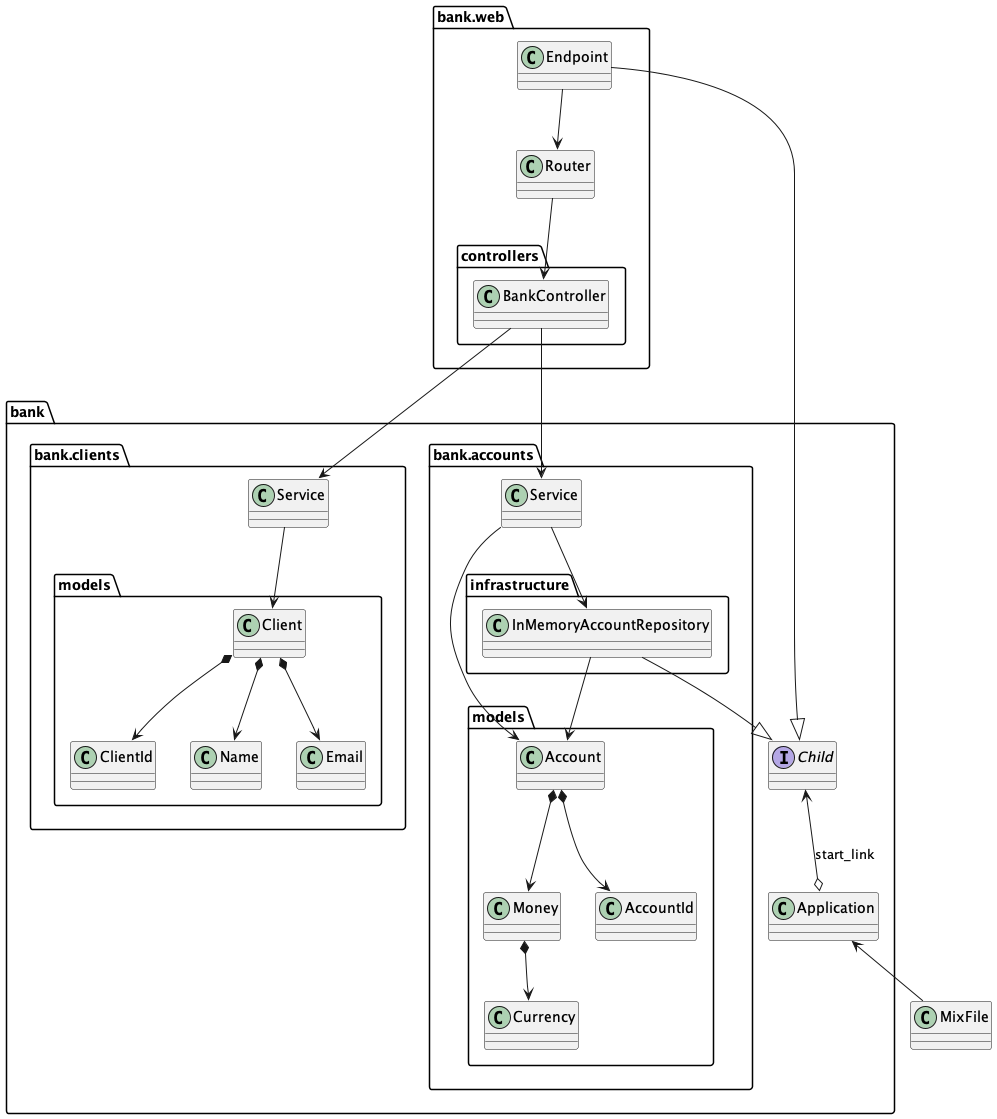 bank.web
C Endpoint
C Router
controllers
C BankController
bank
bank.clients
bank.accounts
C Service
C Service
models
infrastructure
C Client
C InMemoryAccountRepository
models
C ClientId
C Name
C Email
C Account
I Child
start_link
C Money
C AccountId
C Application
C Currency
C MixFile